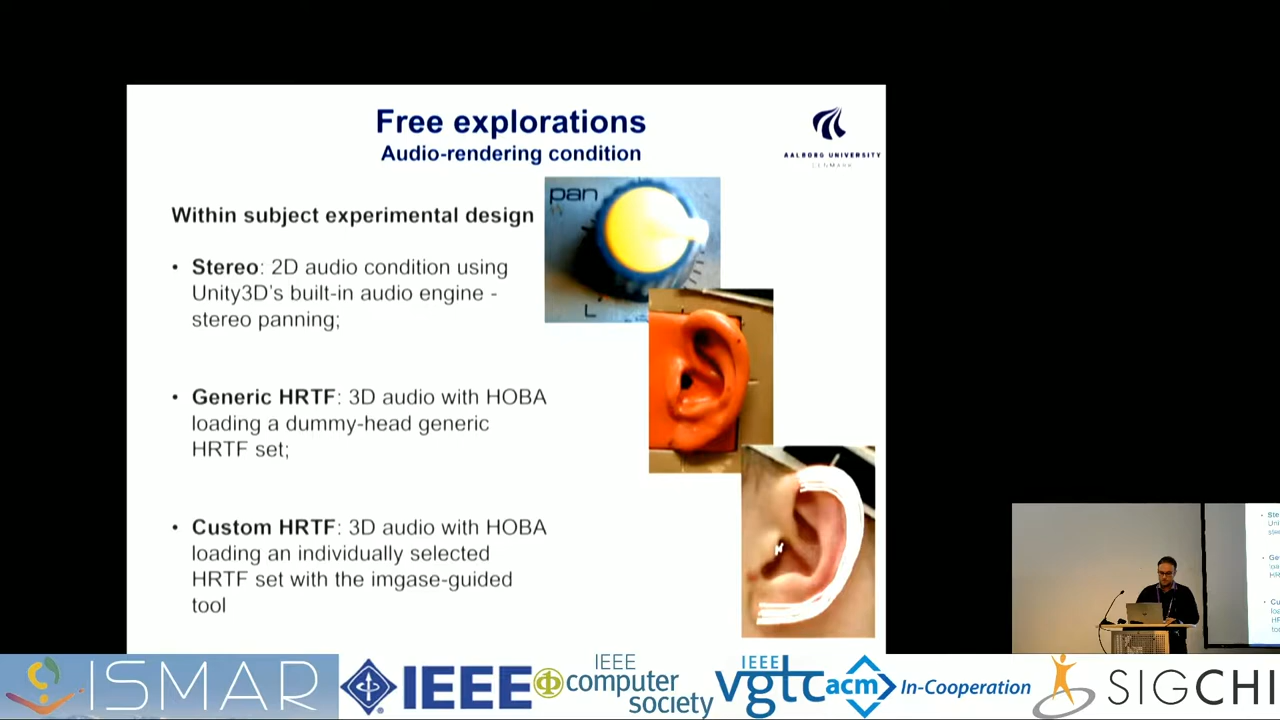 Free explorations
Audio-rendering condition
AALBORG UNIVERSITY
DENMARK
Within subject experimental design
pan
L
• Stereo: 2D audio condition using
Unity3D's built-in audio engine -
stereo panning;
• Generic HRTF: 3D audio with HOBA
loading a dummy-head generic
HRTF set;
• Custom HRTF: 3D audio with HOBA
loading an individually selected
HRTF set with the imgase-guided
tool
ISMAR
IEEE
IEEE
computer
society
IEEE
vgtc
acm
In-Cooperation
SIGCHI